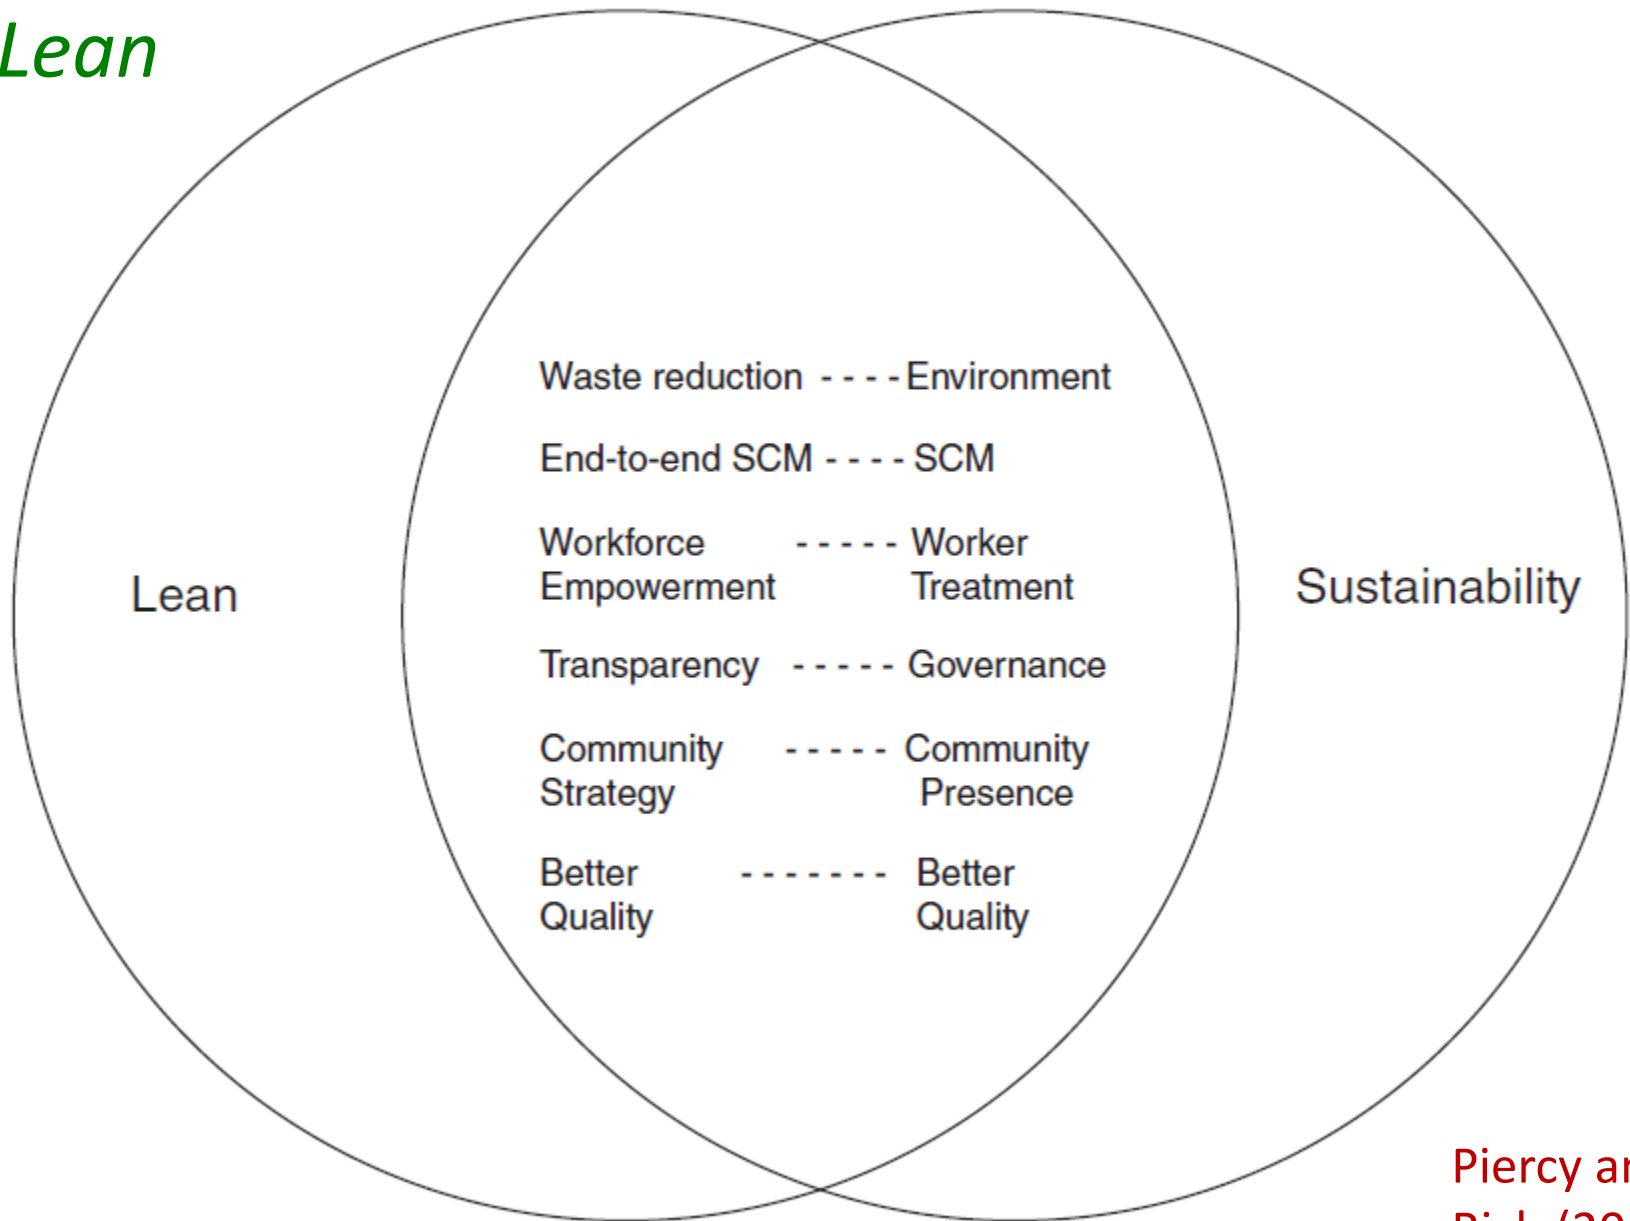 Lean
Waste reduction - - - - Environment
End-to-end SCM - - - - SCM
Workforce - - - - - Worker
Empowerment Treatment
Lean
Sustainability
Transparency - - - - - Governance
Community - - - - - Community
Strategy Presence
Better - - - - - - - Better
Quality Quality
Piercy